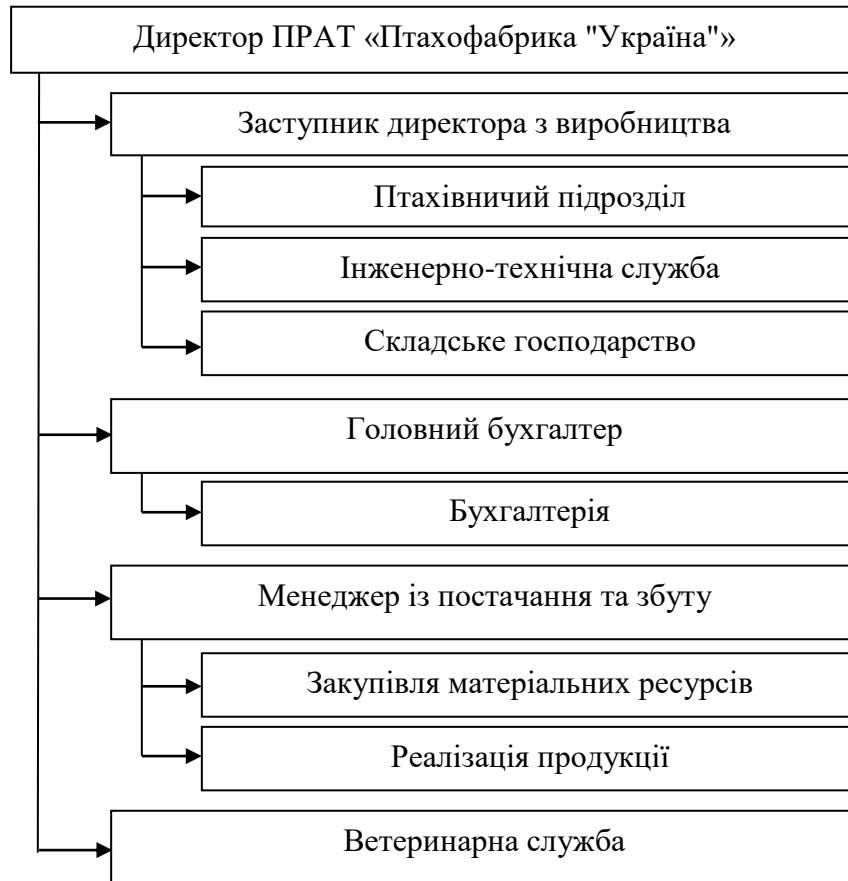 Директор ПРАТ «Птахофабрика "Україна"»
Заступник директора з виробництва
Птахівничий підрозділ
Інженерно-технічна служба
Складське господарство
Головний бухгалтер
Бухгалтерія
Менеджер із постачання та збуту
Закупівля матеріальних ресурсів
Реалізація продукції
Ветеринарна служба